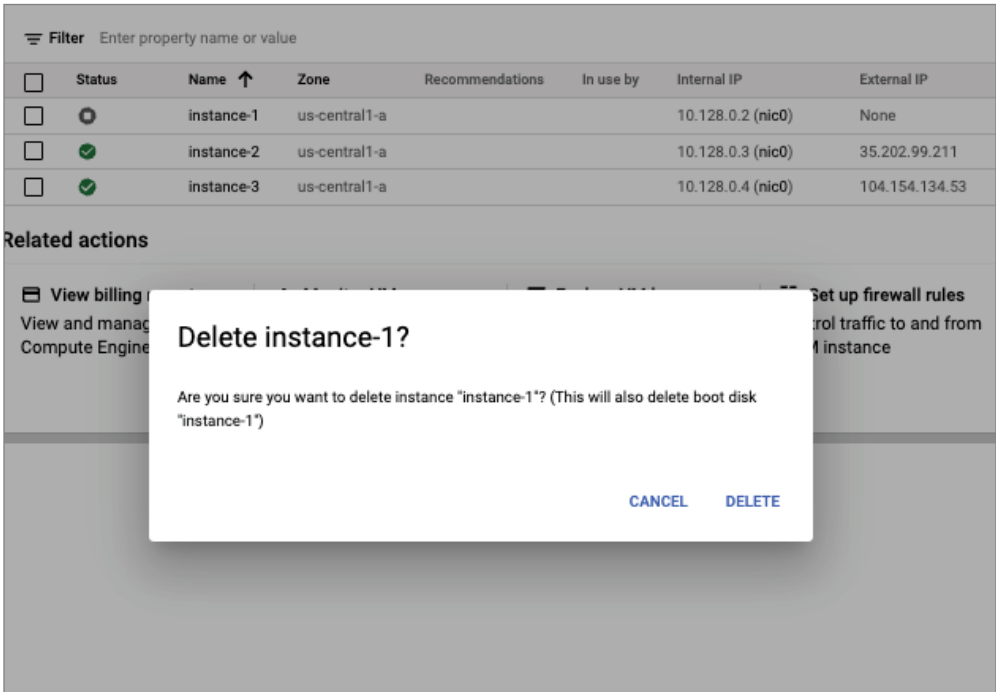 Filter Enter property name or value
Status Name Zone Recommendations In use by Internal IP External IP
instance-1 us-central1-a 10.128.0.2 (nic0) None
instance-2 us-central1-a 10.128.0.3 (nic0) 35.202.99.211
instance-3 us-central1-a 10.128.0.4 (nic0) 104.154.134.53
Related actions
View billing
Set up firewall rules
View and manag
trol traffic to and from
Compute Engine
M instance
Delete instance-1?
Are you sure you want to delete instance "instance-1"? (This will also delete boot disk
"instance-1")
CANCEL DELETE